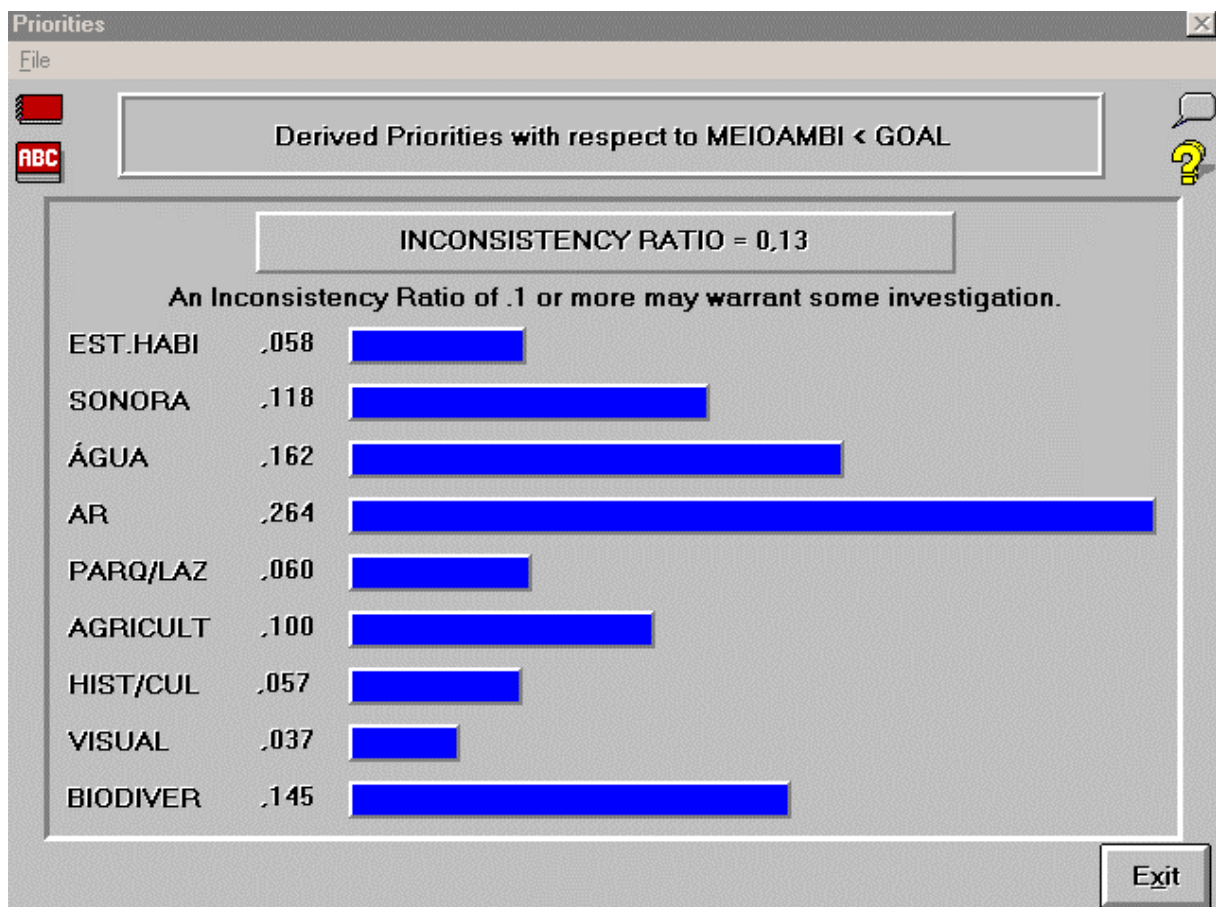 Priorities
File
ABC
Derived Priorities with respect to MEIOAMBI < GOAL
INCONSISTENCY RATIO = 0,13
An Inconsistency Ratio of .1 or more may warrant some investigation.
EST.HABI ,058
SONORA ,118
ÁGUA ,162
AR ,264
PARQ/LAZ ,060
AGRICULT ,100
HIST/CUL ,057
VISUAL ,037
BIODIVER ,145
Exit